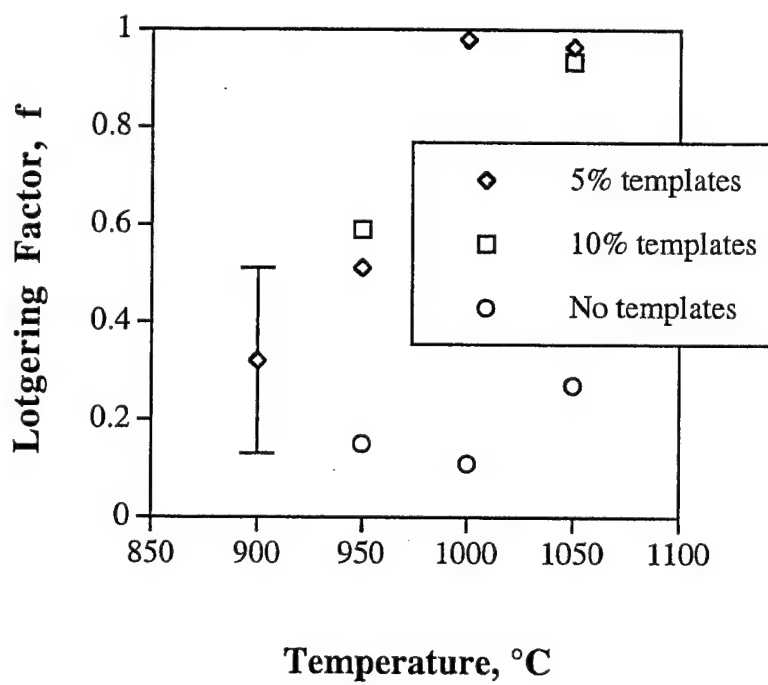 Lotgering Factor, f
1
0.8
0.6
0.4
0.2
0
850 900 950 1000 1050 1100
Temperature, °C
5% templates
10% templates
No templates